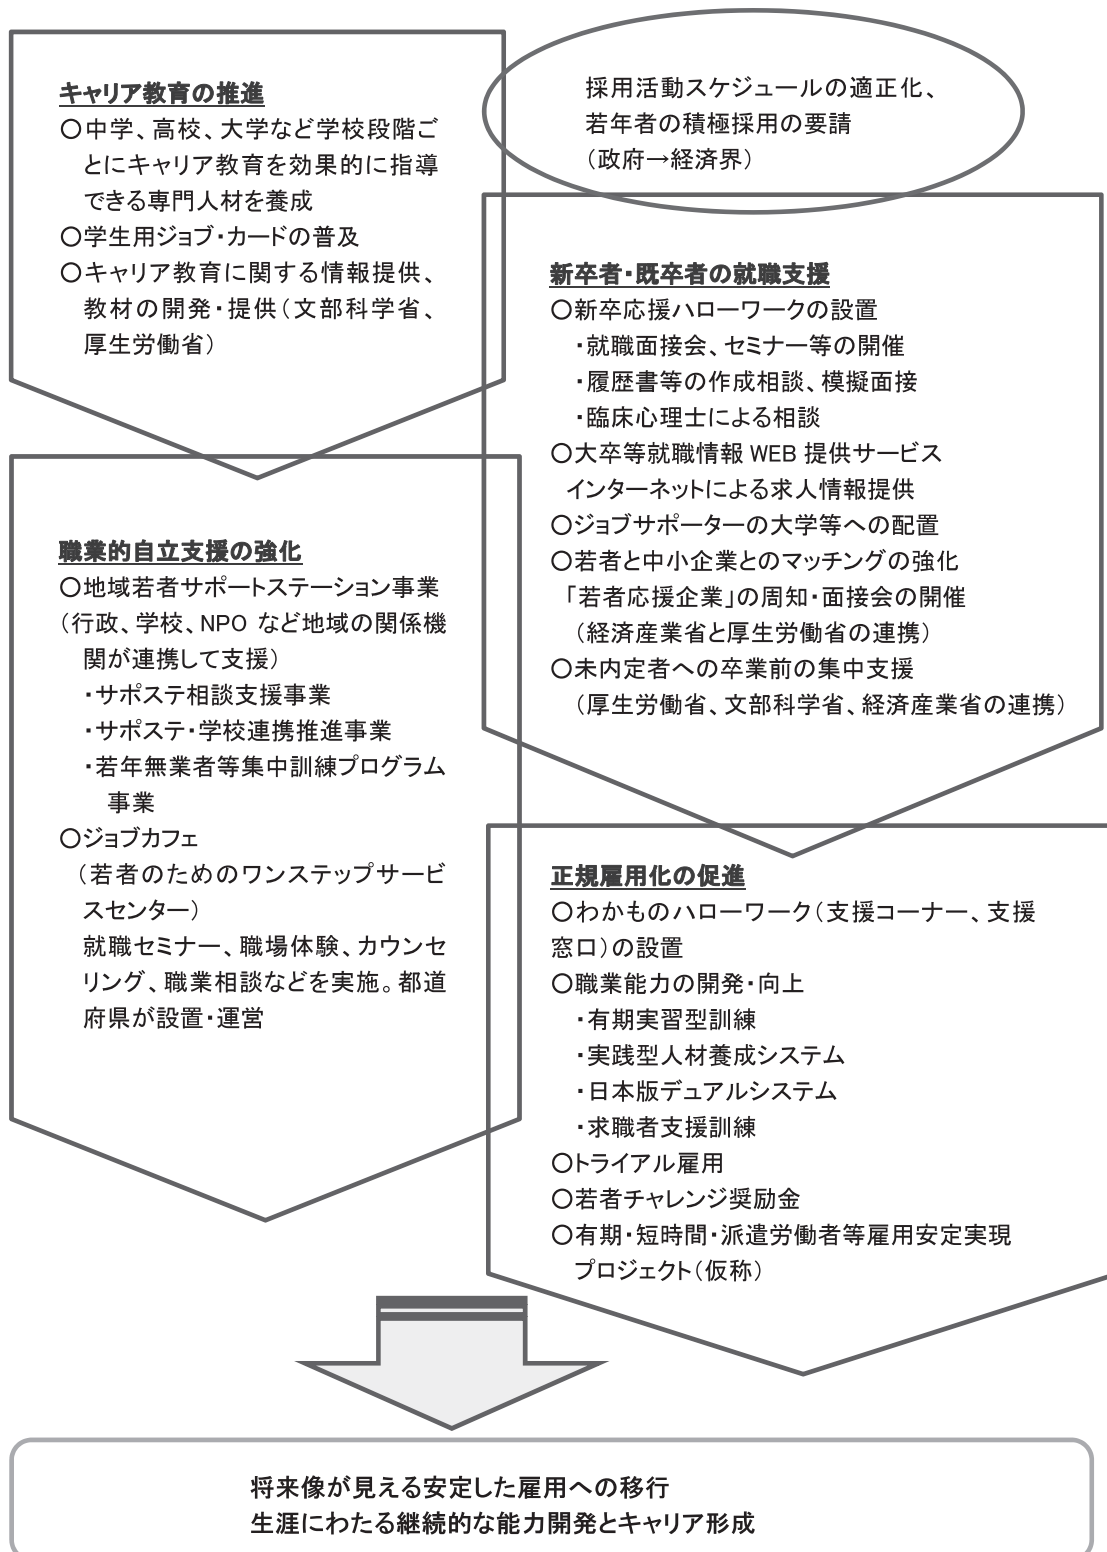 キャリア教育の推進
○中学、高校、大学など学校段階ご
とにキャリア教育を効果的に指導
できる専門人材を養成
○学生用ジョブ・カードの普及
○キャリア教育に関する情報提供、
教材の開発・提供（文部科学省、
厚生労働省）
採用活動スケジュールの適正化、
若年者の積極採用の要請
（政府→経済界）
新卒者・既卒者の就職支援
○新卒応援ハローワークの設置
・就職面接会、セミナー等の開催
・履歴書等の作成相談、模擬面接
・臨床心理士による相談
○大卒等就職情報 WEB 提供サービス
インターネットによる求人情報提供
○ジョブサポーターの大学等への配置
○若者と中小企業とのマッチングの強化
「若者応援企業」の周知・面接会の開催
（経済産業省と厚生労働省の連携）
○未内定者への卒業前の集中支援
（厚生労働省、文部科学省、経済産業省の連携）
職業的自立支援の強化
○地域若者サポートステーション事業
（行政、学校、NPO など地域の関係機
関が連携して支援）
・サポステ相談支援事業
・サポステ・学校連携推進事業
・若年無業者等集中訓練プログラム
事業
○ジョブカフェ
（若者のためのワンステップサービ
スセンター）
就職セミナー、職場体験、カウンセ
リング、職業相談などを実施。都道
府県が設置・運営
正規雇用化の促進
○わかものハローワーク（支援コーナー、支援
窓口）の設置
○職業能力の開発・向上
・有期実習型訓練
・実践型人材養成システム
・日本版デュアルシステム
・求職者支援訓練
○トライアル雇用
○若者チャレンジ奨励金
○有期・短時間・派遣労働者等雇用安定実現
プロジェクト（仮称）
将来像が見える安定した雇用への移行
生涯にわたる継続的な能力開発とキャリア形成